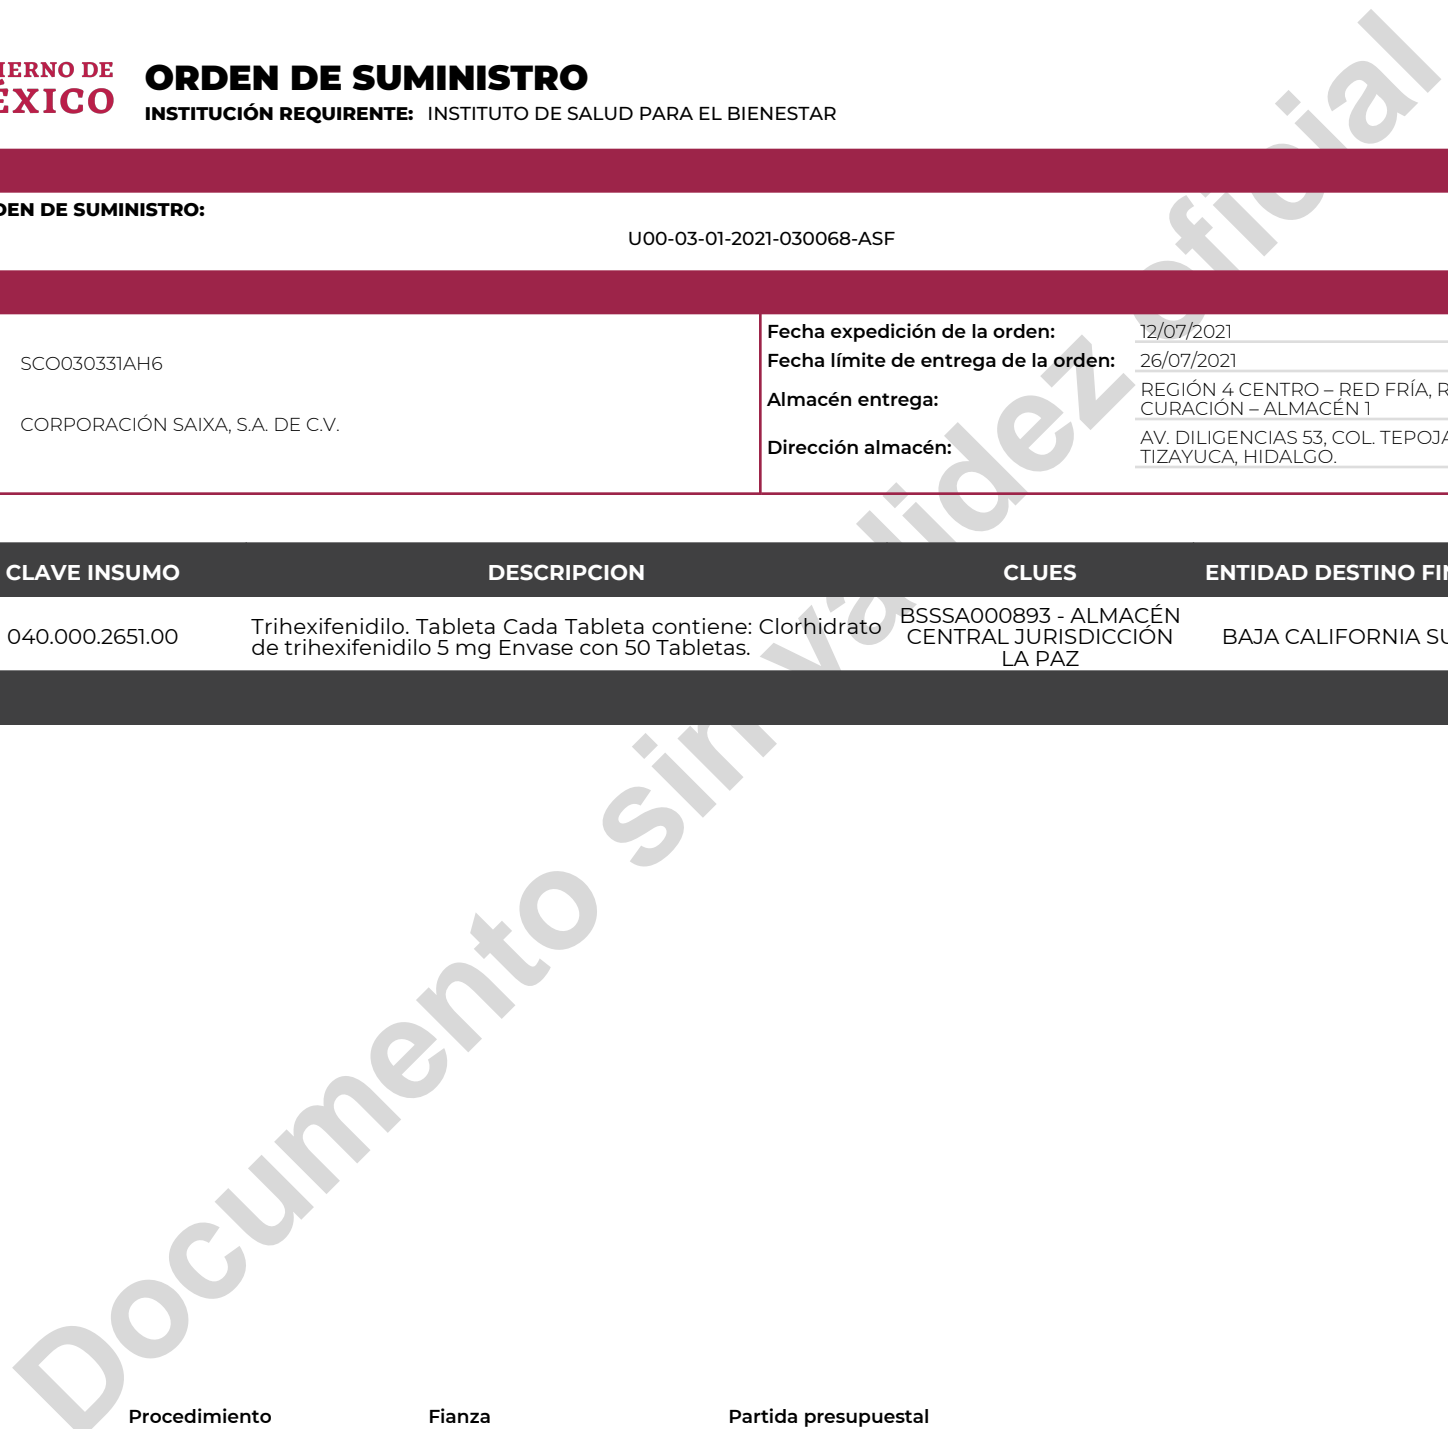 IERNO DE
ÉXICO
ORDEN DE SUMINISTRO
INSTITUCIÓN REQUIRENTE: INSTITUTO DE SALUD PARA EL BIENESTAR
DEN DE SUMINISTRO:
U00-03-01-2021-030068-ASF
SCO030331AH6
CORPORACIÓN SAIXA, S.A. DE C.V.
Fecha expedición de la orden: 12/07/2021
Fecha límite de entrega de la orden: 26/07/2021
Almacén entrega: REGIÓN 4 CENTRO – RED FRÍA, R
CURACIÓN – ALMACÉN 1
Dirección almacén: AV. DILIGENCIAS 53, COL. TEPOJA
TIZAYUCA, HIDALGO.
CLAVE INSUMO DESCRIPCION CLUES ENTIDAD DESTINO FIN
040.000.2651.00
Trihexifenidilo. Tableta Cada Tableta contiene: Clorhidrato
de trihexifenidilo 5 mg Envase con 50 Tabletas.
BSSSA000893 - ALMACÉN
CENTRAL JURISDICCIÓN
LA PAZ
BAJA CALIFORNIA SU
Documento sin validez oficial
Procedimiento Fianza Partida presupuestal